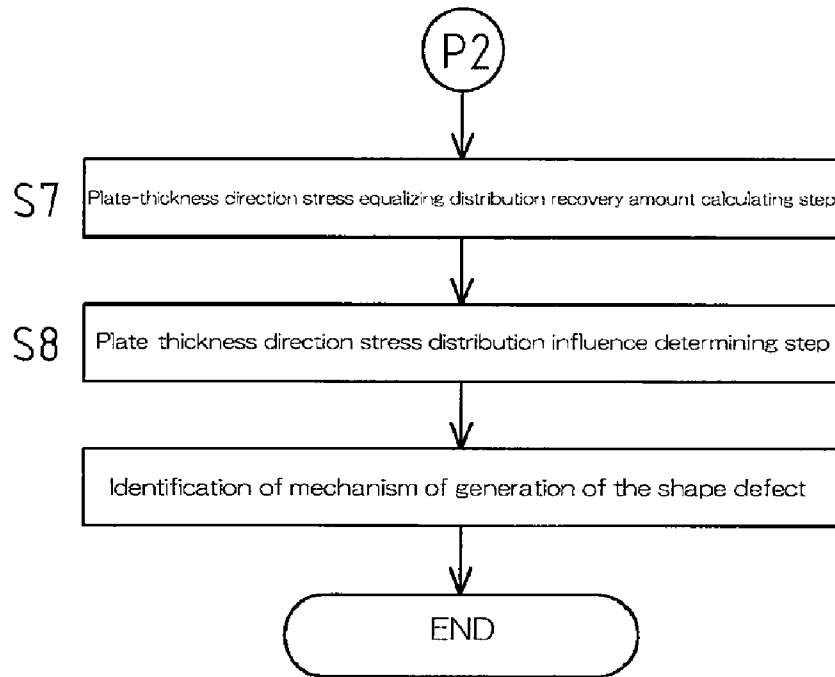 P2
S7 Plate-thickness direction stress equalizing distribution recovery amount calculating step
S8 Plate thickness direction stress distribution influence determining step
Identification of mechanism of generation of the shape defect
END